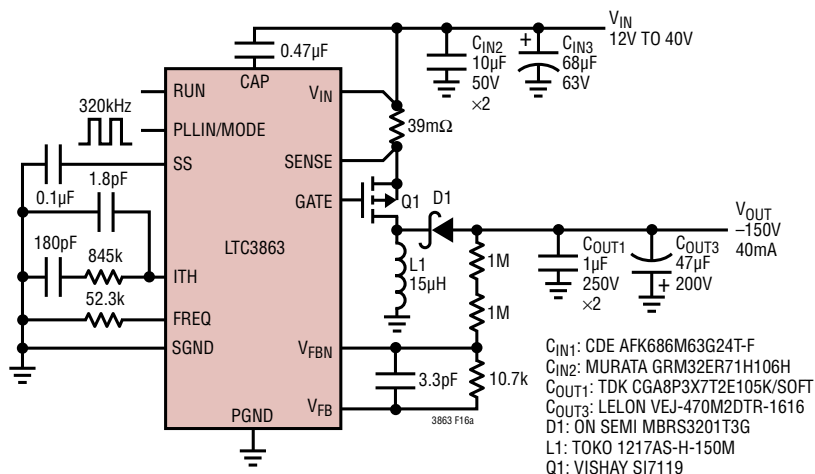 V_IN
12V TO 40V
0.47µF
C_IN2
10µF
50V
×2
+
C_IN3
68µF
63V
CAP
RUN
V_IN
320kHz
PLLIN/MODE
39mΩ
SENSE
SS
0.1µF
1.8pF
GATE
Q1
D1
V_OUT
–150V
40mA
LTC3863
180pF
845k
ITH
L1
15µH
1M
C_OUT1
1µF
250V
×2
C_OUT3
47µF
200V
+
52.3k
FREQ
1M
SGND
V_FBN
3.3pF
10.7k
V_FB
PGND
3863 F16a
C_IN1: CDE AFK686M63G24T-F
C_IN2: MURATA GRM32ER71H106H
C_OUT1: TDK CGA8P3X7T2E105K/SOFT
C_OUT3: LELON VEJ-470M2DTR-1616
D1: ON SEMI MBRS3201T3G
L1: TOKO 1217AS-H-150M
Q1: VISHAY SI7119